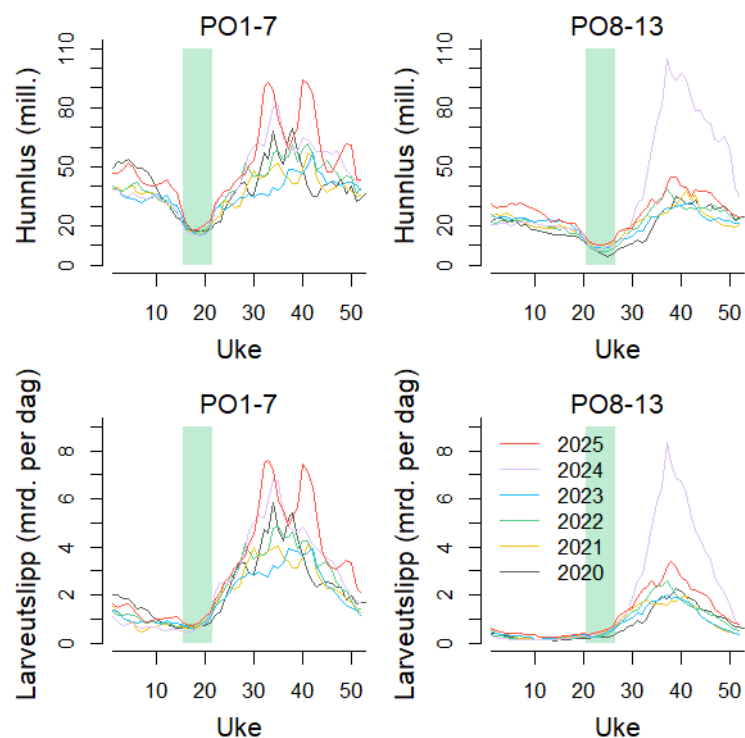 PO1-7
Hunnlus (mill.)
0 20 50 80 110
10 20 30 40 50
Uke
PO8-13
Hunnlus (mill.)
0 20 50 80 110
10 20 30 40 50
Uke
PO1-7
Larveutslipp (mrd. per dag)
0 2 4 6 8
10 20 30 40 50
Uke
PO8-13
Larveutslipp (mrd. per dag)
0 2 4 6 8
2025
2024
2023
2022
2021
2020
10 20 30 40 50
Uke